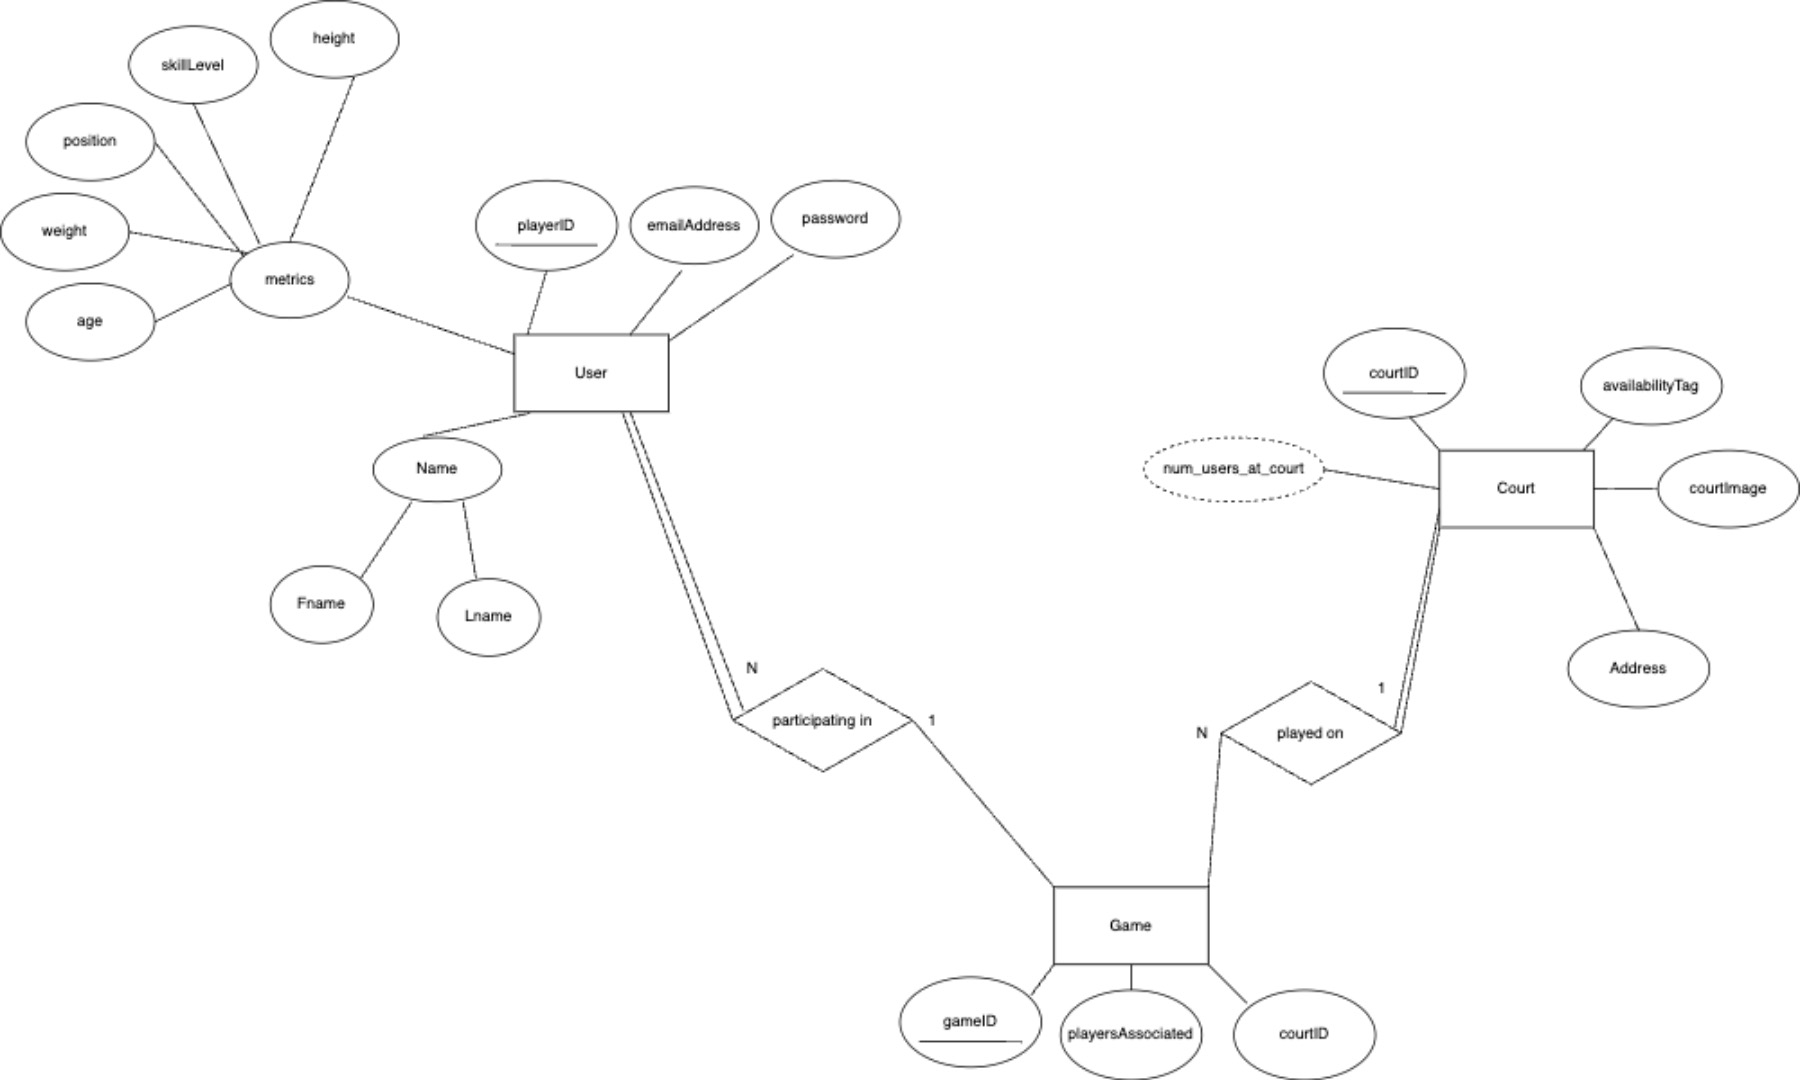 height
skillLevel
position
weight
metrics
age
playerID
emailAddress
password
User
Name
Fname
Lname
courtID
availabilityTag
num_users_at_court
Court
courtImage
Address
N
participating in
1
1
N
played on
Game
gameID
playersAssociated
courtID